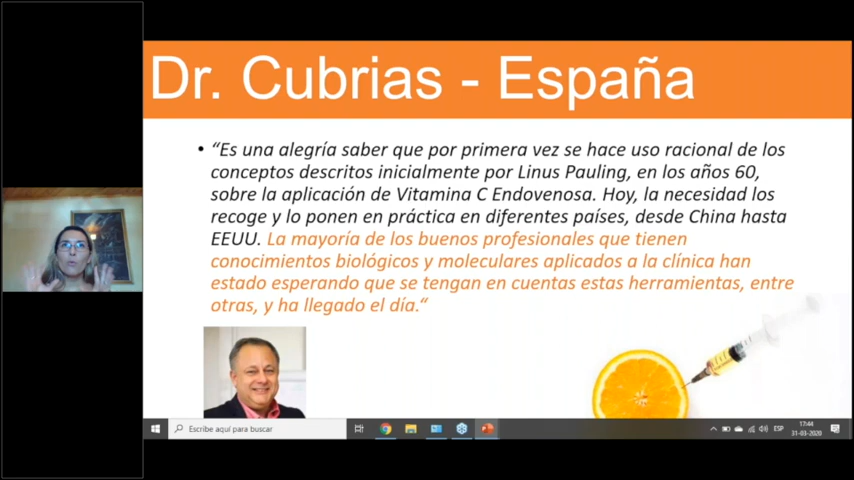 Dr. Cubrias - España
• “Es una alegría saber que por primera vez se hace uso racional de los
conceptos descritos inicialmente por Linus Pauling, en los años 60,
sobre la aplicación de Vitamina C Endovenosa. Hoy, la necesidad los
recoge y lo ponen en práctica en diferentes países, desde China hasta
EEUU. La mayoría de los buenos profesionales que tienen
conocimientos biológicos y moleculares aplicados a la clínica han
estado esperando que se tengan en cuentas estas herramientas, entre
otras, y ha llegado el día.“
Escribe aquí para buscar
ESP
17:44
31-03-2020